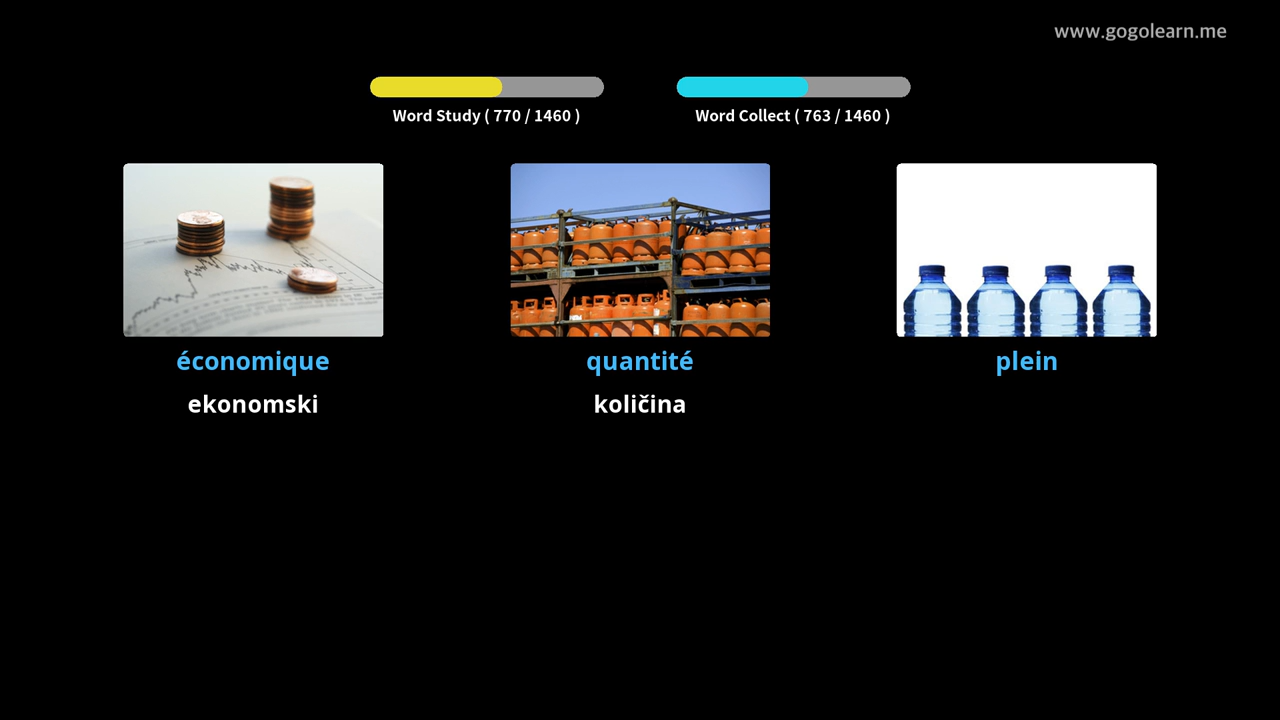 www.gogolearn.me
Word Study ( 770 / 1460 )
Word Collect ( 763 / 1460 )
économique
quantité
plein
ekonomski
količina